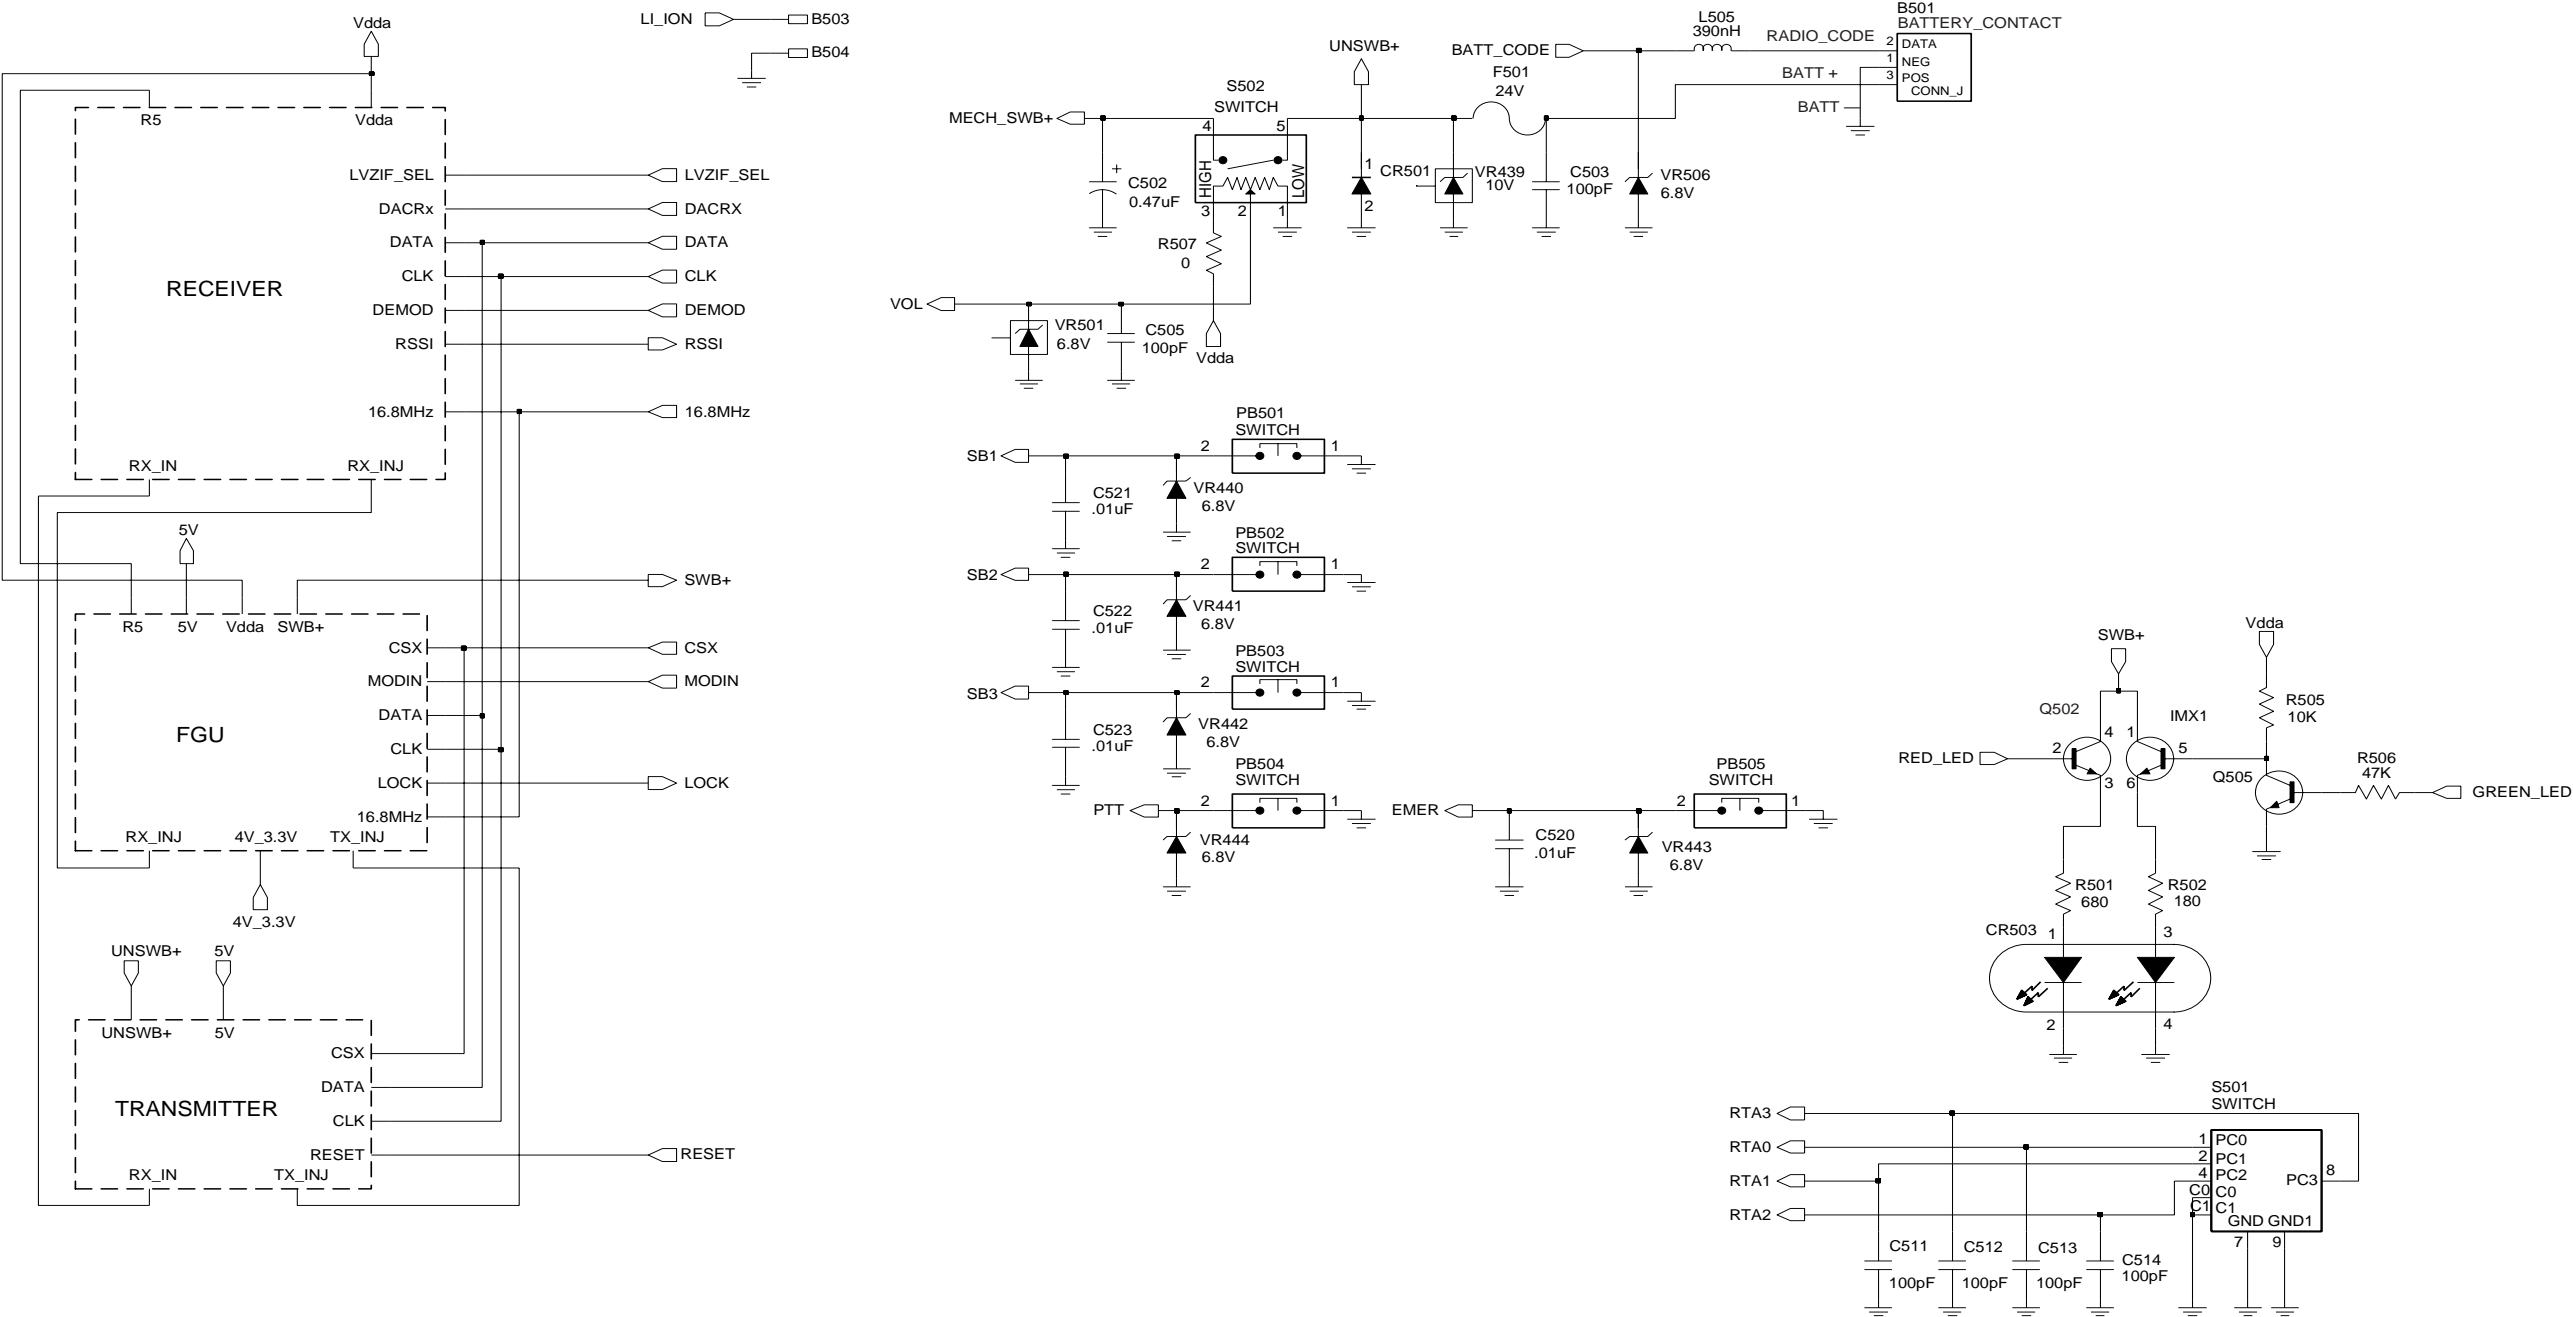 Vdda
R5
Vdda
LVZIF_SEL
LVZIF_SEL
DACRx
DACRX
DATA
DATA
CLK
CLK
RECEIVER
DEMOD
DEMOD
RSSI
RSSI
16.8MHz
16.8MHz
RX_IN
RX_INJ
5V
SWB+
R5
5V
Vdda
SWB+
CSX
CSX
MODIN
MODIN
DATA
FGU
CLK
LOCK
LOCK
16.8MHz
RX_INJ
4V_3.3V
TX_INJ
4V_3.3V
UNSWB+
5V
UNSWB+
5V
CSX
DATA
TRANSMITTER
CLK
RESET
RESET
RX_IN
TX_INJ
LI_ION
B503
B504
UNSWB+
BATT_CODE
L505
390nH
RADIO_CODE
B501
BATTERY_CONTACT
2
DATA
1
NEG
3
POS
CONN_J
BATT +
BATT
F501
24V
S502
SWITCH
MECH_SWB+
4
5
HIGH
LOW
3
2
1
+
C502
0.47uF
1
CR501
2
VR439
10V
C503
100pF
VR506
6.8V
R507
0
VOL
VR501
6.8V
C505
100pF
Vdda
PB501
SWITCH
SB1
2
1
C521
.01uF
VR440
6.8V
PB502
SWITCH
SB2
2
1
C522
.01uF
VR441
6.8V
PB503
SWITCH
SB3
2
1
C523
.01uF
VR442
6.8V
PB504
SWITCH
PTT
2
1
VR444
6.8V
PB505
SWITCH
EMER
2
1
C520
.01uF
VR443
6.8V
SWB+
Vdda
Q502
IMX1
R505
10K
4
1
RED_LED
2
5
3
6
Q505
R506
47K
GREEN_LED
R501
680
R502
180
CR503
1
3
2
4
S501
SWITCH
RTA3
RTA0
1
PC0
2
PC1
RTA1
4
PC2
PC3
8
C0
C0
RTA2
C1
C1
GND
GND1
7
9
C511
100pF
C512
100pF
C513
100pF
C514
100pF